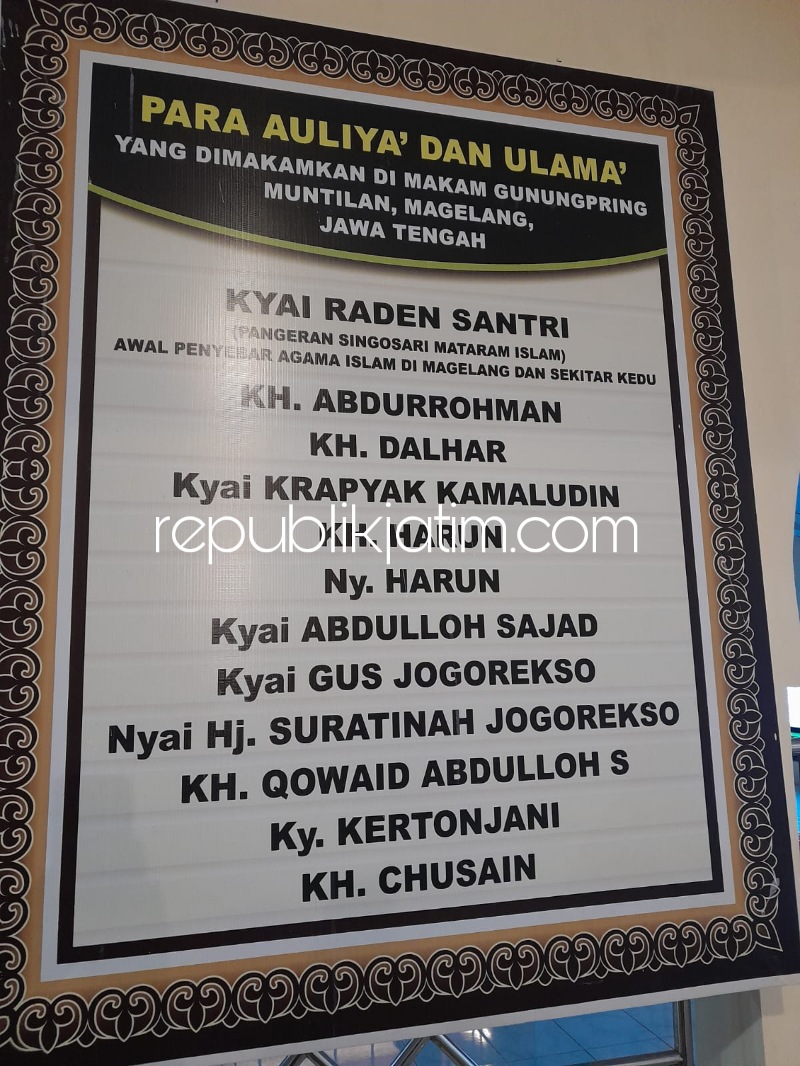 PARA AULIYA' DAN ULAMA'
YANG DIMAKAMKAN DI MAKAM GUNUNGPRING
MUNTILAN, MAGELANG,
JAWA TENGAH
KYAI RADEN SANTRI
(PANGERAN SINGOSARI MATARAM ISLAM)
AWAL PENYEBAR AGAMA ISLAM DI MAGELANG DAN SEKITAR KEDU
KH. ABDURROHMAN
KH. DALHAR
Kyai KRAPYAK KAMALUDIN
KH. HARUN
republikjatim.com
Ny. HARUN
Kyai ABDULLOH SAJAD
Kyai GUS JOGOREKSO
Nyai Hj. SURATINAH JOGOREKSO
KH. QOWAID ABDULLOH S
Ky. KERTONJANI
KH. CHUSAIN